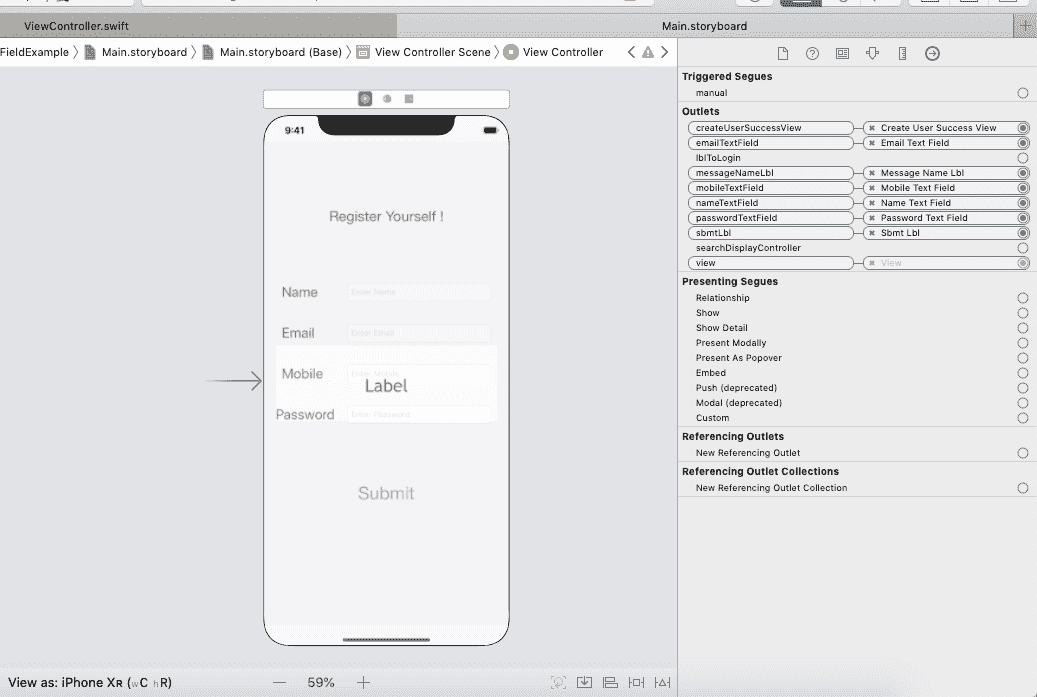 ViewController.swift
Main.storyboard
FieldExample
Main.storyboard
Main.storyboard (Base)
View Controller Scene
View Controller
9:41
Register Yourself !
Name
Enter Name
Email
Enter Email
Mobile
Enter Mobile
Label
Password
Enter Password
Submit
View as: iPhone XR (wC hR)
59%
Triggered Segues
manual
Outlets
createUserSuccessView
Create User Success View
emailTextField
Email Text Field
lblToLogin
messageNameLbl
Message Name Lbl
mobileTextField
Mobile Text Field
nameTextField
Name Text Field
passwordTextField
Password Text Field
sbmtLbl
Sbmt Lbl
searchDisplayController
view
View
Presenting Segues
Relationship
Show
Show Detail
Present Modally
Present As Popover
Embed
Push (deprecated)
Modal (deprecated)
Custom
Referencing Outlets
New Referencing Outlet
Referencing Outlet Collections
New Referencing Outlet Collection